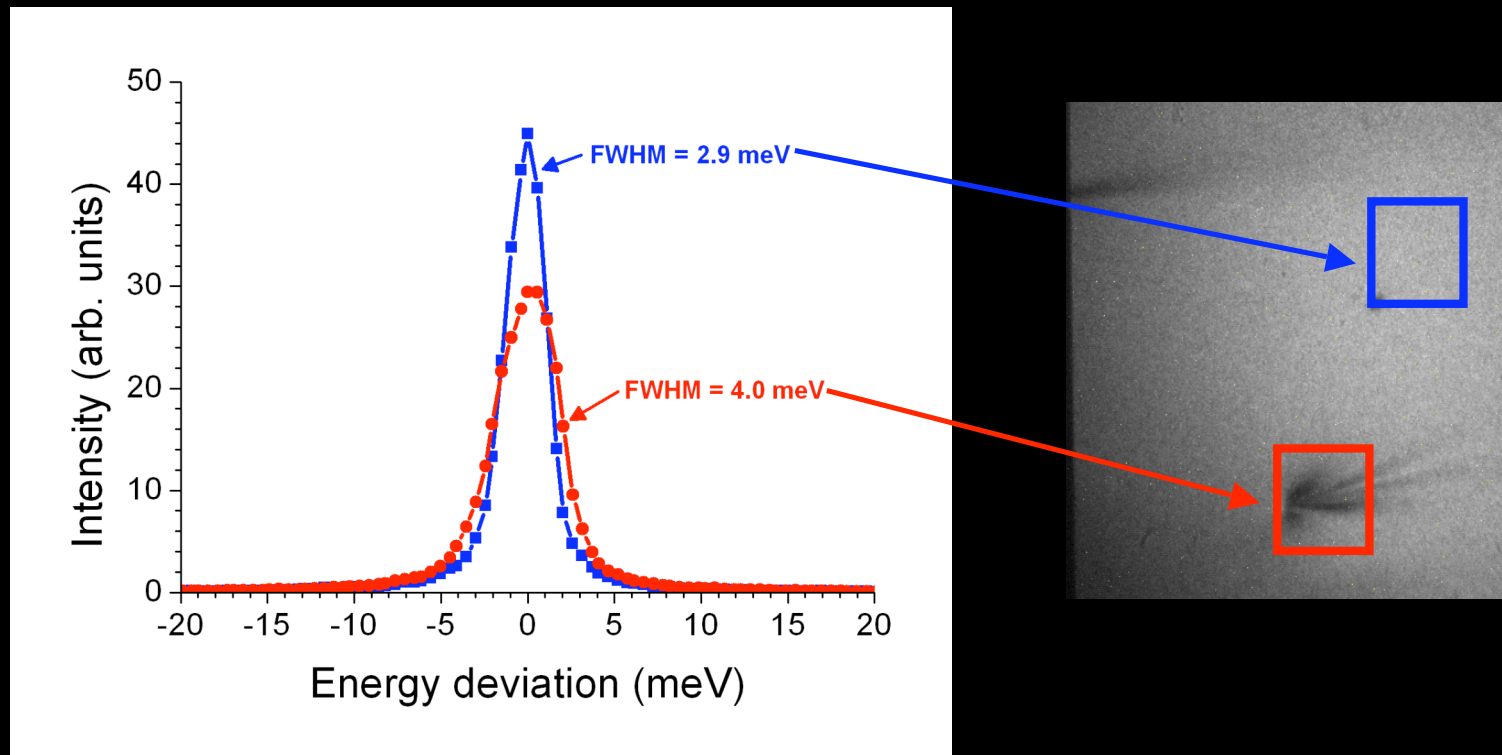 50
40
30
20
10
0
-20 -15 -10 -5 0 5 10 15 20
Intensity (arb. units)
Energy deviation (meV)
FWHM = 2.9 meV
FWHM = 4.0 meV